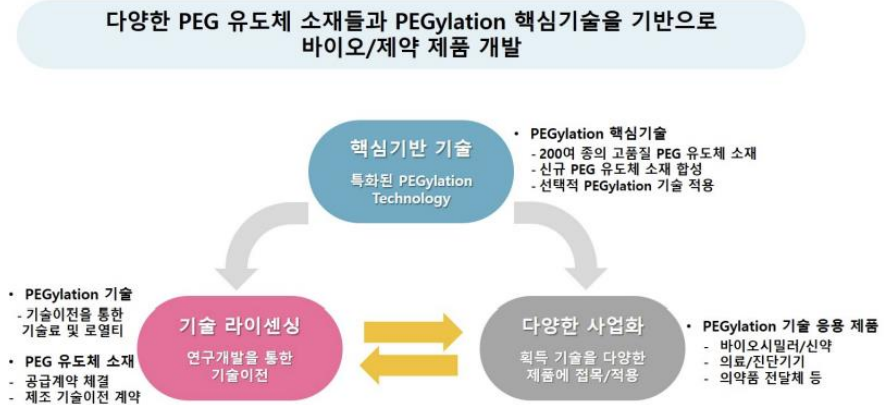 다양한 PEG 유도체 소재들과 PEGylation 핵심기술을 기반으로
바이오/제약 제품 개발
핵심기반 기술
특화된 PEGylation
Technology
• PEGylation 핵심기술
- 200여 종의 고품질 PEG 유도체 소재
- 신규 PEG 유도체 소재 합성
- 선택적 PEGylation 기술 적용
• PEGylation 기술
- 기술이전을 통한
기술료 및 로열티
• PEG 유도체 소재
- 공급계약 체결
- 제조 기술이전 계약
기술 라이센싱
연구개발을 통한
기술이전
다양한 사업화
획득 기술을 다양한
제품에 접목/적용
• PEGylation 기술 응용 제품
- 바이오시밀러/신약
- 의료/진단기기
- 의약품 전달체 등